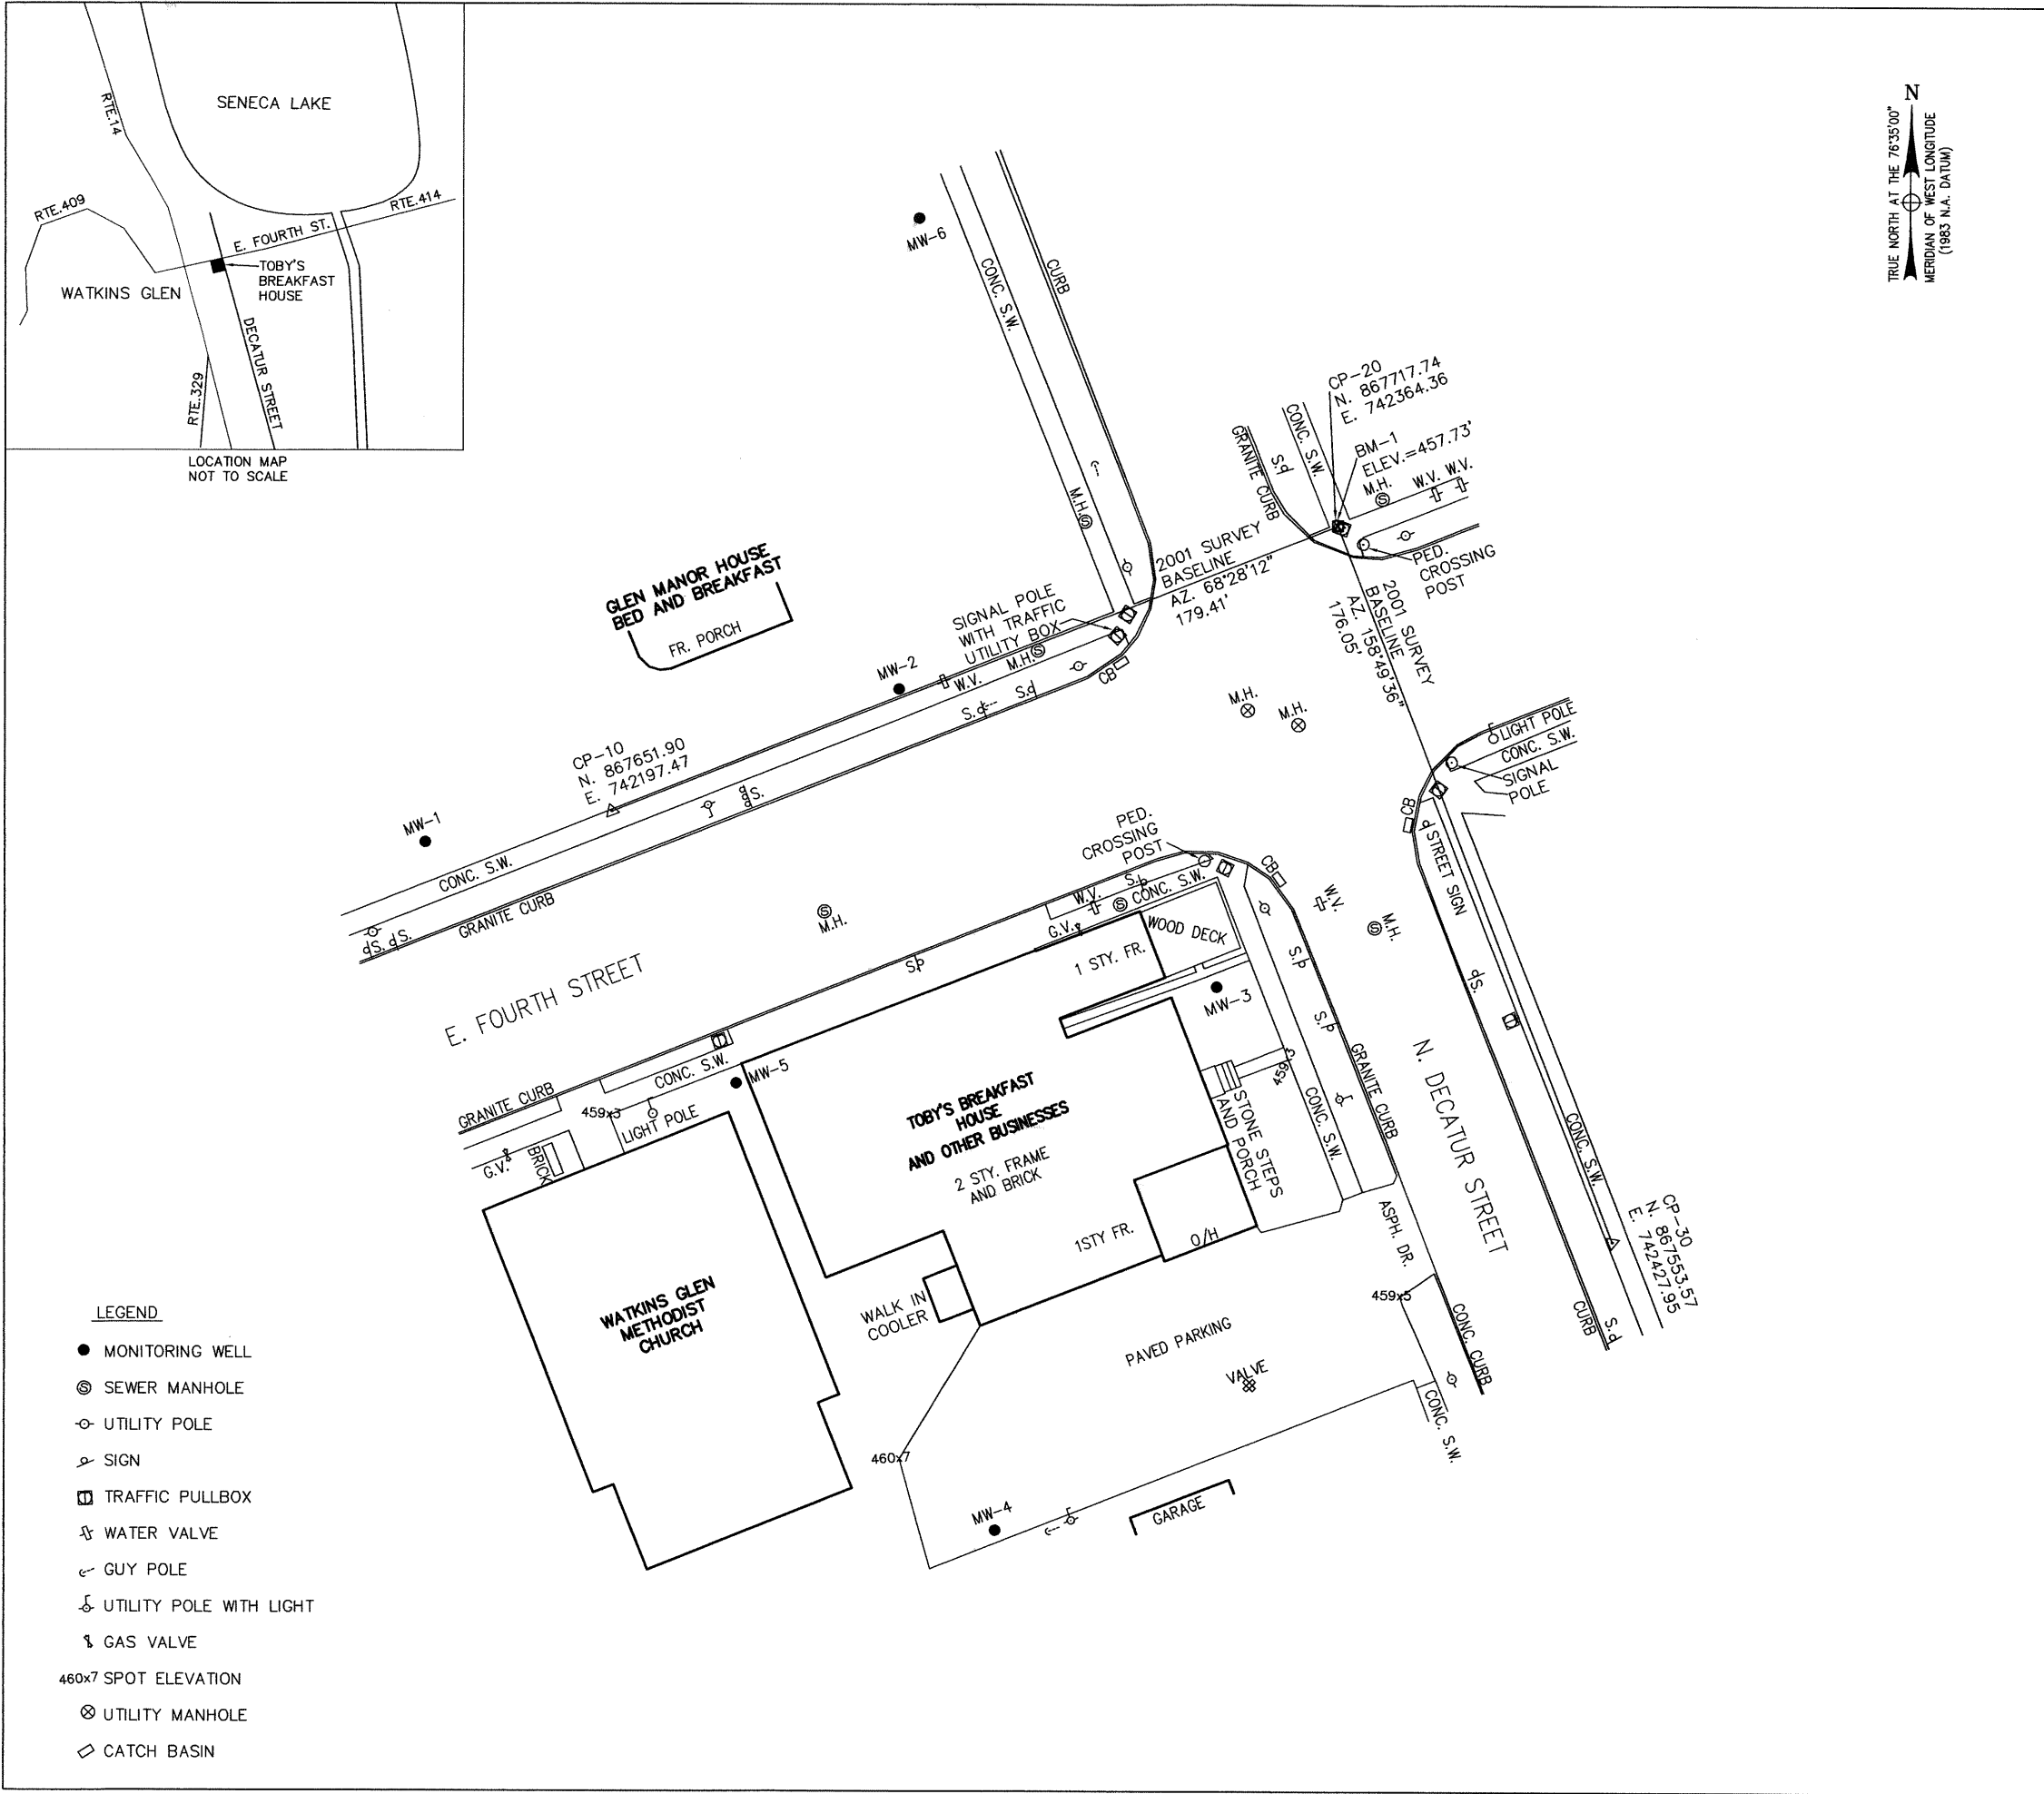 SENECA LAKE
RTE.14
RTE.409
RTE.414
E. FOURTH ST.
TOBY'S
BREAKFAST
HOUSE
WATKINS GLEN
DECATUR STREET
RTE.329
LOCATION MAP
NOT TO SCALE
N
TRUE NORTH AT THE 76°35'00"
MERIDIAN OF WEST LONGITUDE
(1983 N.A. DATUM)
MW-6
CONC. S.W.
CURB
M.H.
CP-20
N. 867717.74
E. 742364.36
BM-1
ELEV.=457.73'
M.H.
W.V. W.V.
CONC. S.W.
S.
GRANITE CURB
PED.
CROSSING
POST
2001 SURVEY
BASELINE
AZ. 68°28'12"
179.41'
2001 SURVEY
BASELINE
AZ. 158°49'36"
176.05'
GLEN MANOR HOUSE
BED AND BREAKFAST
FR. PORCH
SIGNAL POLE
WITH TRAFFIC
UTILITY BOX
M.H.
MW-2
W.V.
CB
S.
S.
M.H.
M.H.
CP-10
N. 867651.90
E. 742197.47
S.
MW-1
CONC. S.W.
GRANITE CURB
S. S.
M.H.
E. FOURTH STREET
LIGHT POLE
CONC. S.W.
SIGNAL
POLE
CB
STREET SIGN
S.
PED.
CROSSING
POST
CB
W.V.
S.
CONC. S.W.
G.V.
WOOD DECK
1 STY. FR.
W.V.
M.H.
S.
S.
S.
MW-3
459x3
STONE STEPS
AND PORCH
CONC. S.W.
GRANITE CURB
N. DECATUR STREET
CONC. S.W.
CP-30
N. 867553.57
E. 742427.95
CURB
S.
GRANITE CURB
CONC. S.W.
MW-5
459x3
LIGHT POLE
G.V.
BRICK
TOBY'S BREAKFAST
HOUSE
AND OTHER BUSINESSES
2 STY. FRAME
AND BRICK
1STY FR.
O/H
ASPH. DR.
459x5
CONC. CURB
CONC. S.W.
WATKINS GLEN
METHODIST
CHURCH
WALK IN
COOLER
PAVED PARKING
VALVE
460x7
MW-4
GARAGE
LEGEND
MONITORING WELL
SEWER MANHOLE
UTILITY POLE
SIGN
TRAFFIC PULLBOX
WATER VALVE
GUY POLE
UTILITY POLE WITH LIGHT
GAS VALVE
460x7 SPOT ELEVATION
UTILITY MANHOLE
CATCH BASIN